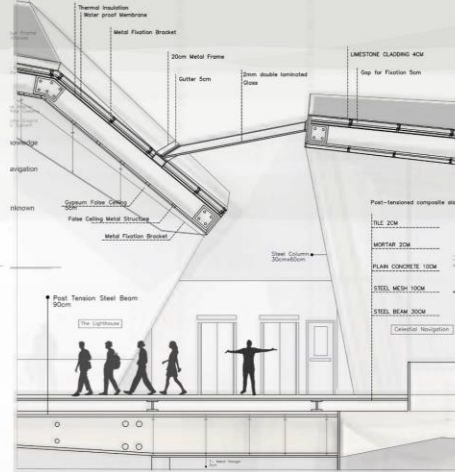 Thermal Insulation
Water proof Membrane
Metal Fixation Bracket
20cm Metal Frame
Gutter 5cm
2mm double laminated
Glass
LIMESTONE CLADDING 4CM
Gap for Fixation 5cm
owledge
avigation
nknown
Gypsum False Ceiling
5cm
False Ceiling Metal Structure
Metal Fixation Bracket
Steel Column
30cmx60cm
Post-tensioned composite sla
TILE 2CM
MORTAR 2CM
PLAIN CONCRETE 10CM
STEEL MESH 10CM
STEEL BEAM 30CM
Celestial Navigation
Post Tension Steel Beam
90cm
The Lighthouse